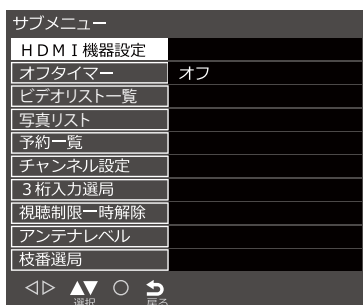 サブメニュー
HDMI機器設定
オフタイマー オフ
ビデオリスト一覧
写真リスト
予約一覧
チャンネル設定
3桁入力選局
視聴制限一時解除
アンテナレベル
枝番選局
選択 戻る